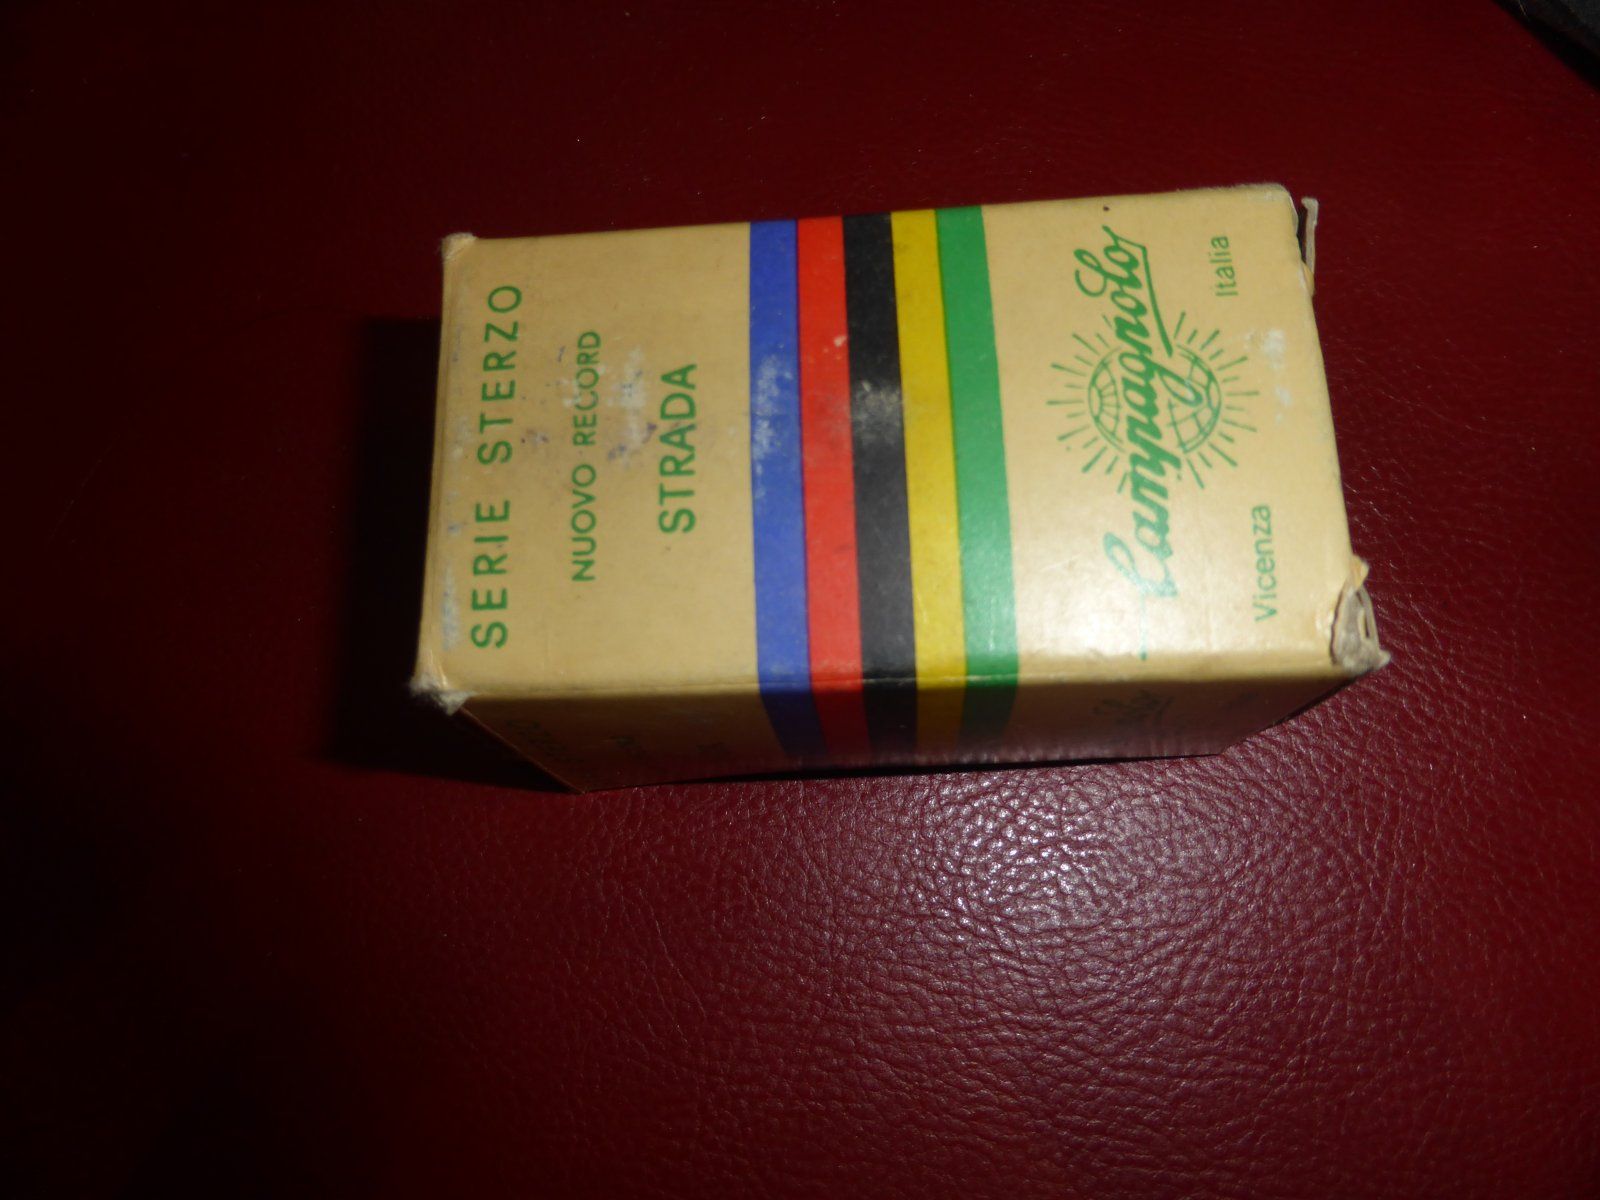 SERIE STERZO
NUOVO RECORD
STRADA
Campagnolo
Vicenza Italia